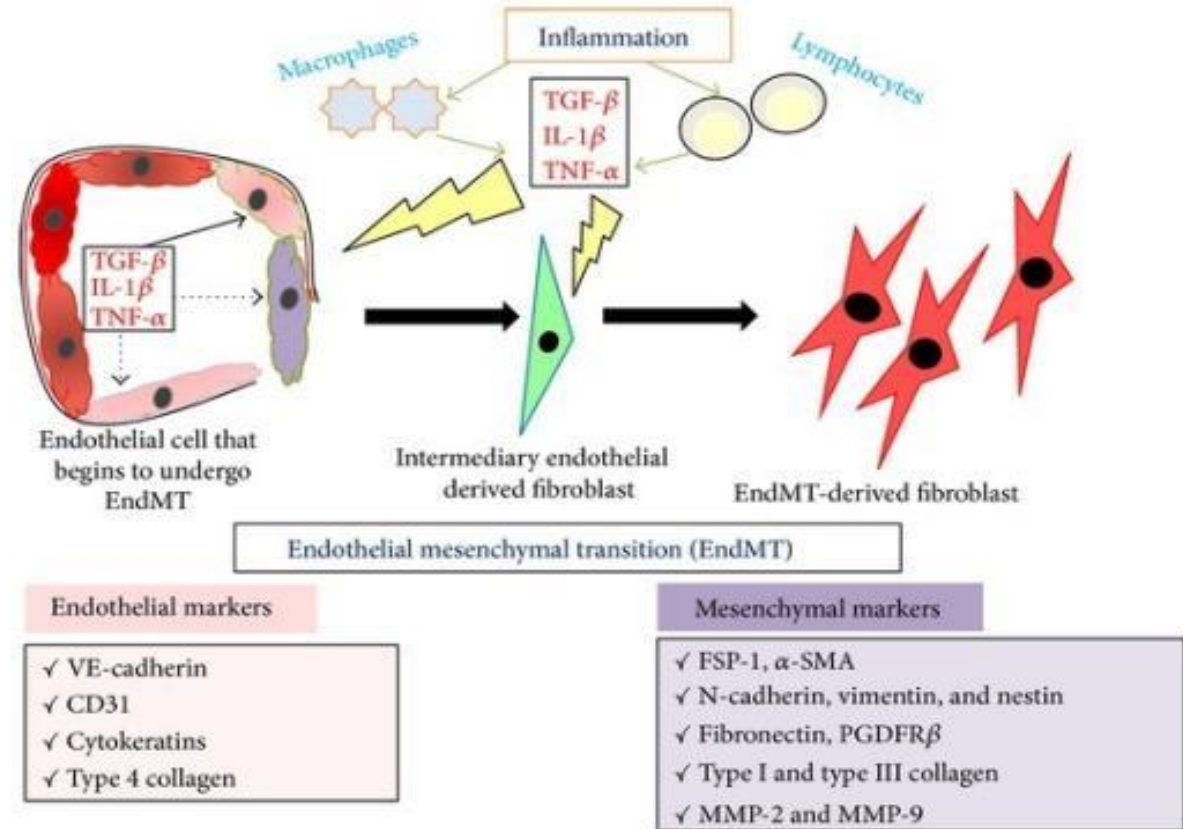 Inflammation
Macrophages
Lymphocytes
TGF-β
IL-1β
TNF-α
TGF-β
IL-1β
TNF-α
Endothelial cell that
begins to undergo
EndMT
Intermediary endothelial
derived fibroblast
EndMT-derived fibroblast
Endothelial mesenchymal transition (EndMT)
Endothelial markers
✓ VE-cadherin
✓ CD31
✓ Cytokeratins
✓ Type 4 collagen
Mesenchymal markers
✓ FSP-1, α-SMA
✓ N-cadherin, vimentin, and nestin
✓ Fibronectin, PGDFRβ
✓ Type I and type III collagen
✓ MMP-2 and MMP-9